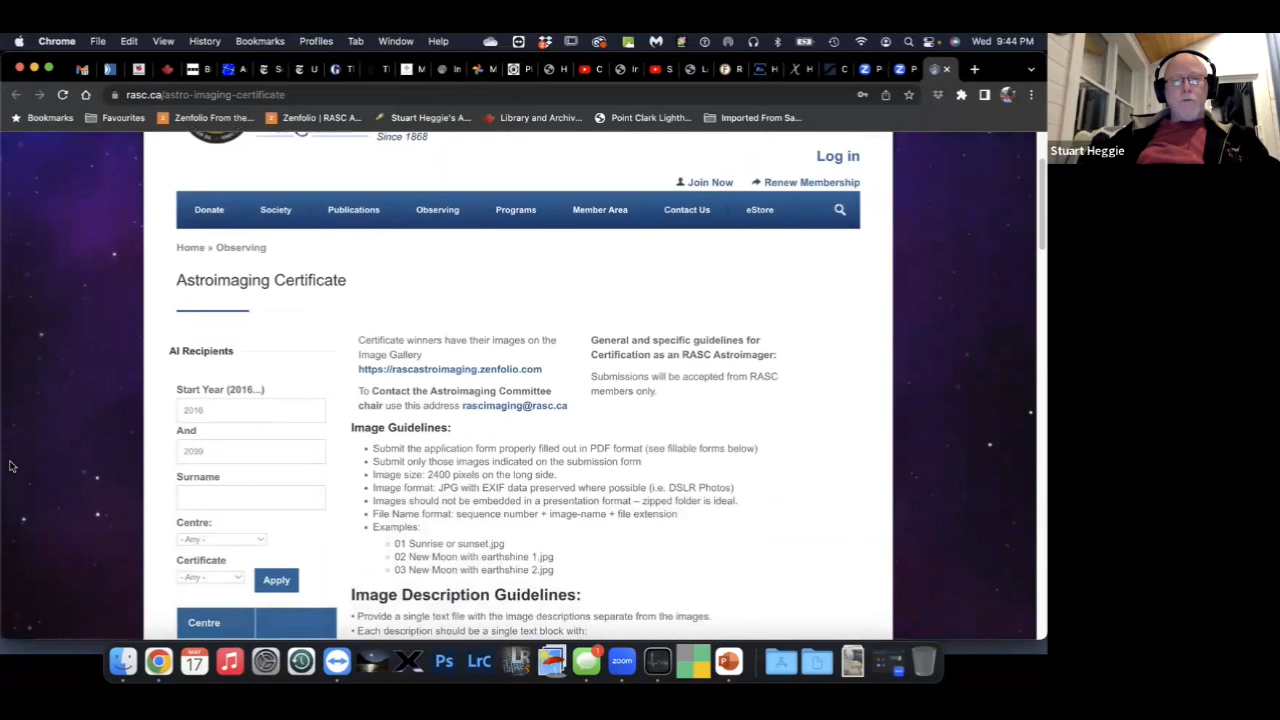 Chrome File Edit View History Bookmarks Profiles Tab Window Help Wed 9:44 PM
rasc.ca/astro-imaging-certificate
Bookmarks Favourites Zenfolio From the... Zenfolio | RASC A... Stuart Heggie's A... Library and Archiv... Point Clark Lighth... Imported From Sa...
Stuart Heggie
Since 1868
Log in
Join Now Renew Membership
Donate Society Publications Observing Programs Member Area Contact Us eStore
Home » Observing
Astroimaging Certificate
AI Recipients
Start Year (2016...)
2016
And
2099
Surname
Centre:
- Any -
Certificate
- Any - Apply
Centre
Certificate winners have their images on the
Image Gallery
https://rascastroimaging.zenfolio.com
To Contact the Astroimaging Committee
chair use this address rascimaging@rasc.ca
General and specific guidelines for
Certification as an RASC Astroimager:
Submissions will be accepted from RASC
members only.
Image Guidelines:
• Submit the application form properly filled out in PDF format (see fillable forms below)
• Submit only those images indicated on the submission form
• Image size: 2400 pixels on the long side.
• Image format: JPG with EXIF data preserved where possible (i.e. DSLR Photos)
• Images should not be embedded in a presentation format – zipped folder is ideal.
• File Name format: sequence number + image-name + file extension
• Examples:
01 Sunrise or sunset.jpg
02 New Moon with earthshine 1.jpg
03 New Moon with earthshine 2.jpg
Image Description Guidelines:
• Provide a single text file with the image descriptions separate from the images.
• Each description should be a single text block with:
MAY
17
Ps
LrC
zoom
1